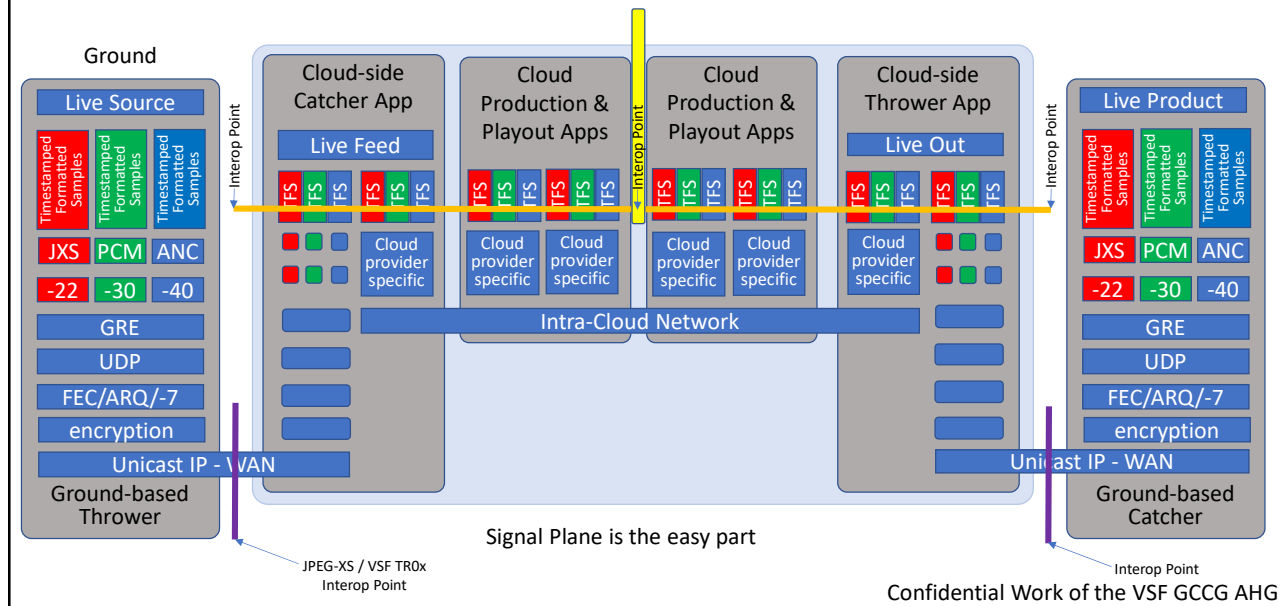 Ground
Live Source
Timestamped
Formatted
Samples
Timestamped
Formatted
Samples
Timestamped
Formatted
Samples
JXS
PCM
ANC
-22
-30
-40
GRE
UDP
FEC/ARQ/-7
encryption
Unicast IP - WAN
Ground-based
Thrower
Interop Point
JPEG-XS / VSF TR0x
Interop Point
Cloud-side
Catcher App
Live Feed
TFS
TFS
TFS
TFS
TFS
TFS
Cloud
provider
specific
Cloud
Production &
Playout Apps
TFS
TFS
TFS
TFS
TFS
TFS
Cloud
provider
specific
Cloud
provider
specific
Interop Point
Cloud
Production &
Playout Apps
TFS
TFS
TFS
TFS
TFS
TFS
Cloud
provider
specific
Cloud
provider
specific
Intra-Cloud Network
Cloud-side
Thrower App
Live Out
TFS
TFS
TFS
TFS
TFS
TFS
Cloud
provider
specific
Interop Point
Live Product
Timestamped
Formatted
Samples
Timestamped
Formatted
Samples
Timestamped
Formatted
Samples
JXS
PCM
ANC
-22
-30
-40
GRE
UDP
FEC/ARQ/-7
encryption
Unicast IP - WAN
Ground-based
Catcher
Interop Point
Signal Plane is the easy part
Confidential Work of the VSF GCCG AHG